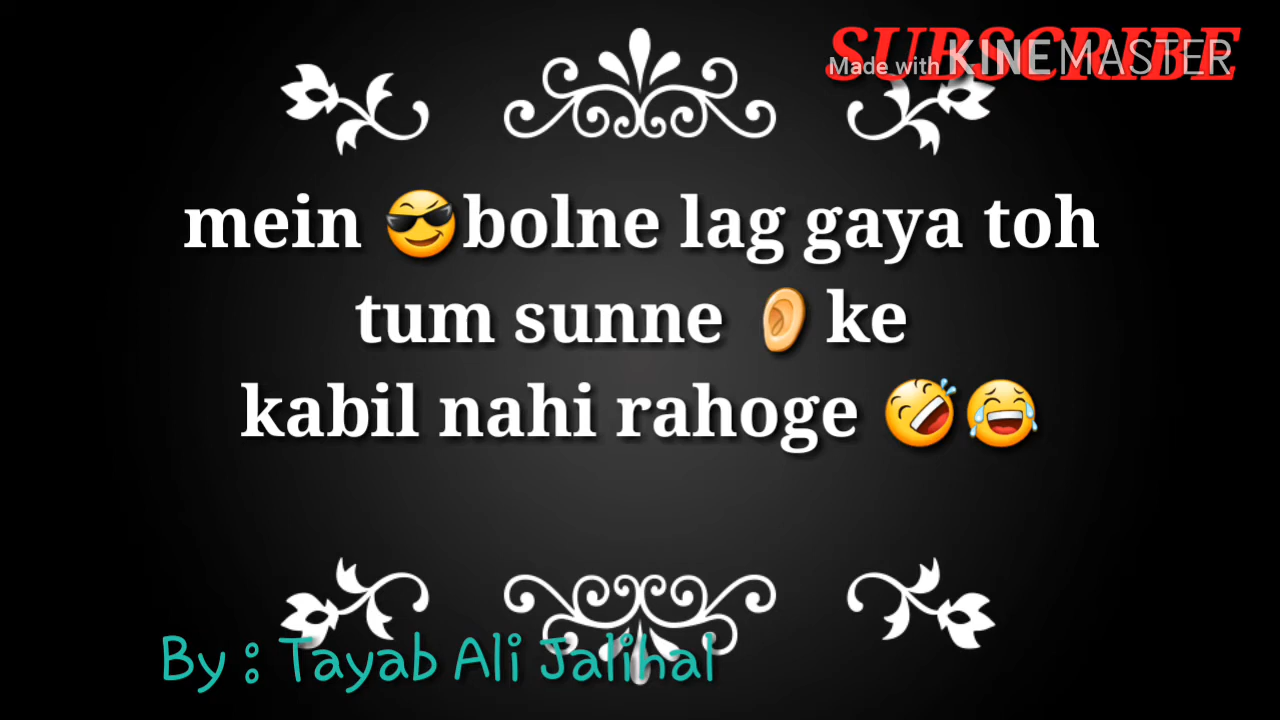 SUBSCRIBE
Made with KINEMASTER
mein 😎bolne lag gaya toh
tum sunne 👂ke
kabil nahi rahoge 🤣😂
By : Tayab Ali Jalihal